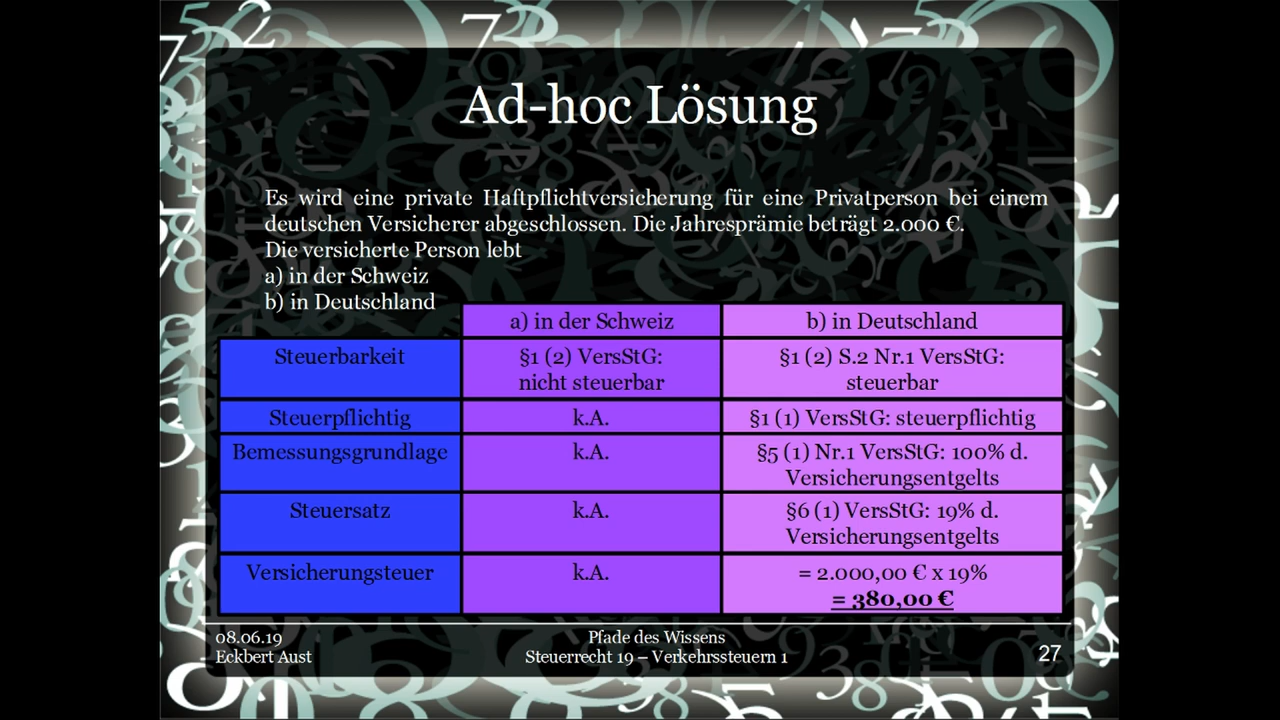 Ad-hoc Lösung
Es wird eine private Haftpflichtversicherung für eine Privatperson bei einem
deutschen Versicherer abgeschlossen. Die Jahresprämie beträgt 2.000 €.
Die versicherte Person lebt
a) in der Schweiz
b) in Deutschland
a) in der Schweiz
b) in Deutschland
Steuerbarkeit
§1 (2) VersStG:
nicht steuerbar
§1 (2) S.2 Nr.1 VersStG:
steuerbar
Steuerpflichtig
k.A.
§1 (1) VersStG: steuerpflichtig
Bemessungsgrundlage
k.A.
§5 (1) Nr.1 VersStG: 100% d.
Versicherungsentgelts
Steuersatz
k.A.
§6 (1) VersStG: 19% d.
Versicherungsentgelts
Versicherungsteuer
k.A.
= 2.000,00 € x 19%
= 380,00 €
08.06.19
Eckbert Aust
Pfade des Wissens
Steuerrecht 19 – Verkehrssteuern 1
27